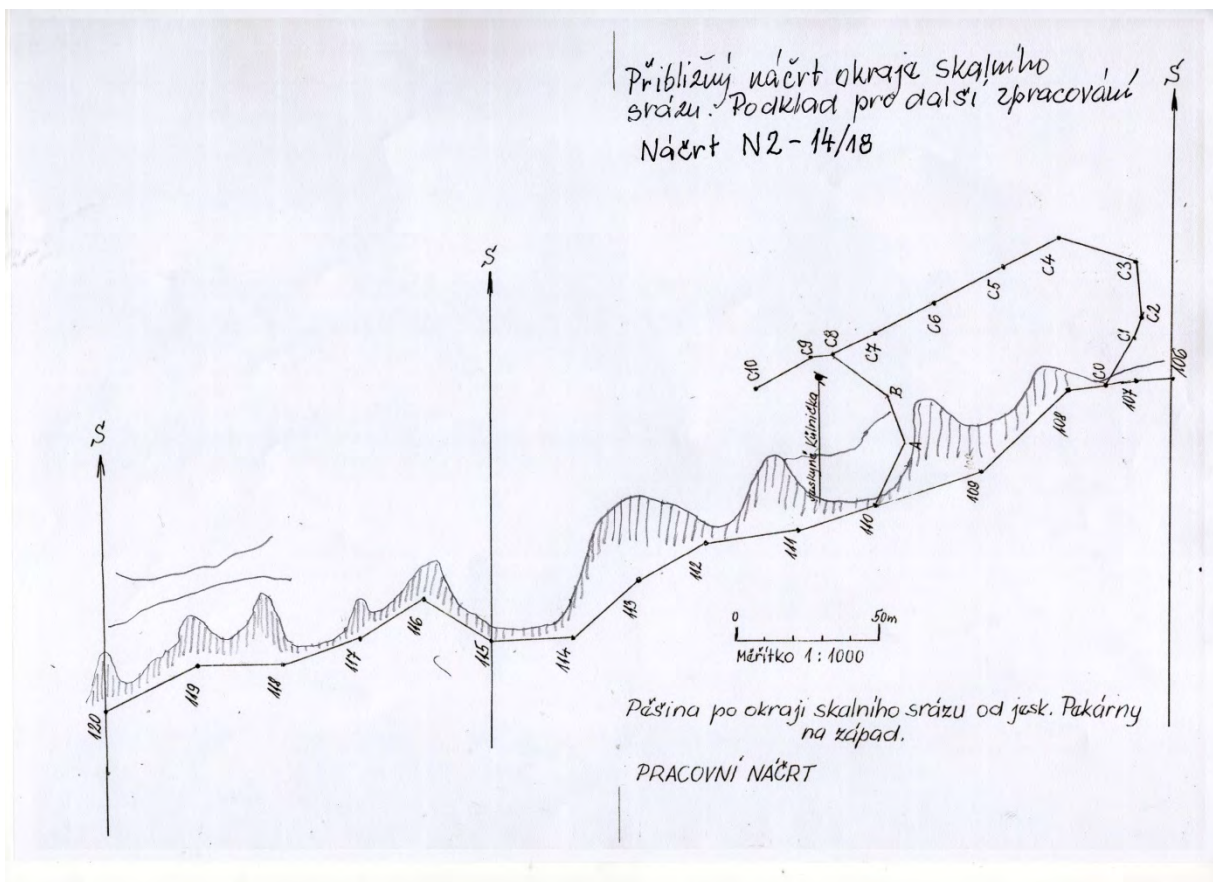 Přibližný náčrt okraje skalního
srázu. Podklad pro další zpracování
Náčrt N2-14/18
Š
Š
Š
C4
C3
C5
C2
C6
C1
C7
C8
C9
C10
C0
107
106
108
B
A
jeskyně Kůlnička
109
110
111
112
113
114
115
116
117
118
119
120
0 50m
Měřítko 1:1000
Pěšina po okraji skalního srázu od jesk. Pekárny
na západ.
PRACOVNÍ NÁČRT